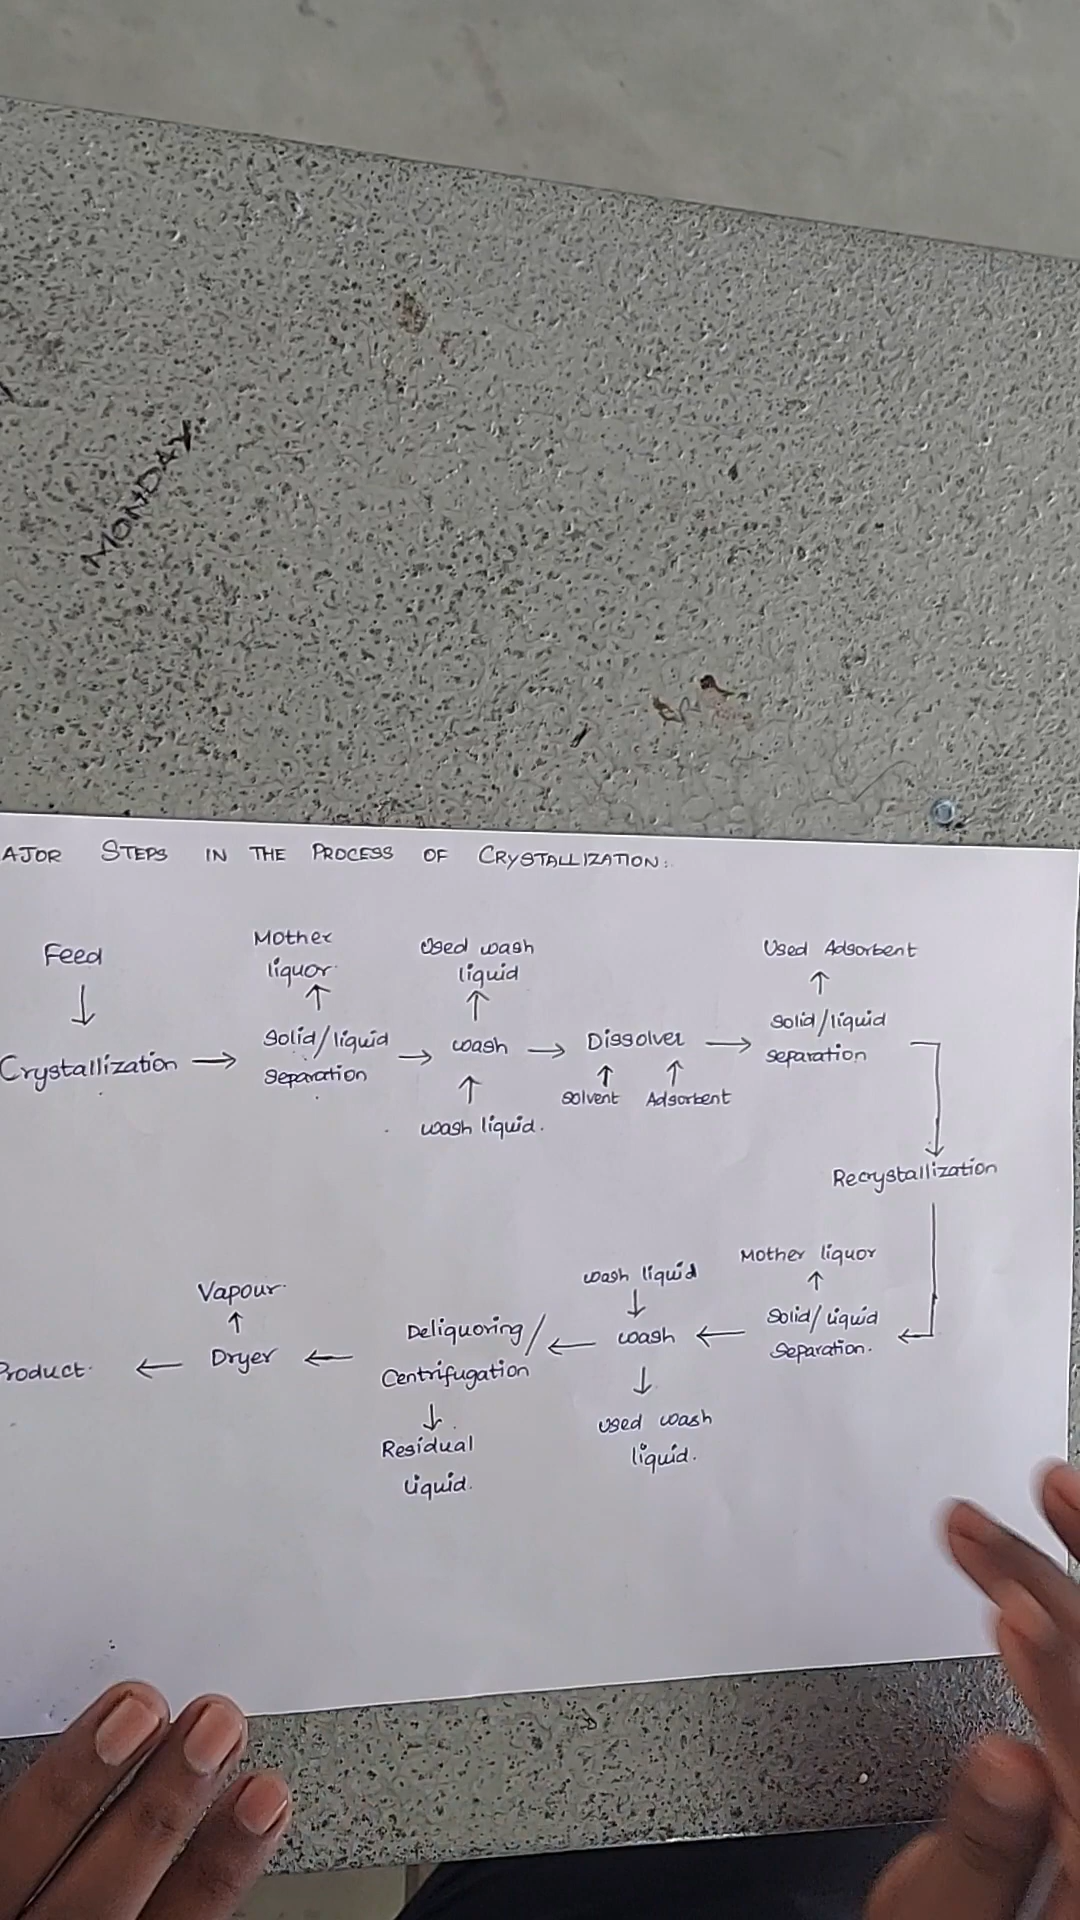 MONDAY
AJOR STEPS IN THE PROCESS OF CRYSTALLIZATION:
Feed
Mother
liquor
Used wash
liquid
Used Adsorbent
Crystallization
Solid/liquid
Separation
wash
Dissolver
Solid/liquid
separation
wash liquid.
Solvent
Adsorbent
Recrystallization
Mother liquor
Solid/liquid
Separation.
wash liquid
wash
Used wash
liquid.
Deliquoring/
Centrifugation
Residual
Liquid.
Vapour
Dryer
Product.